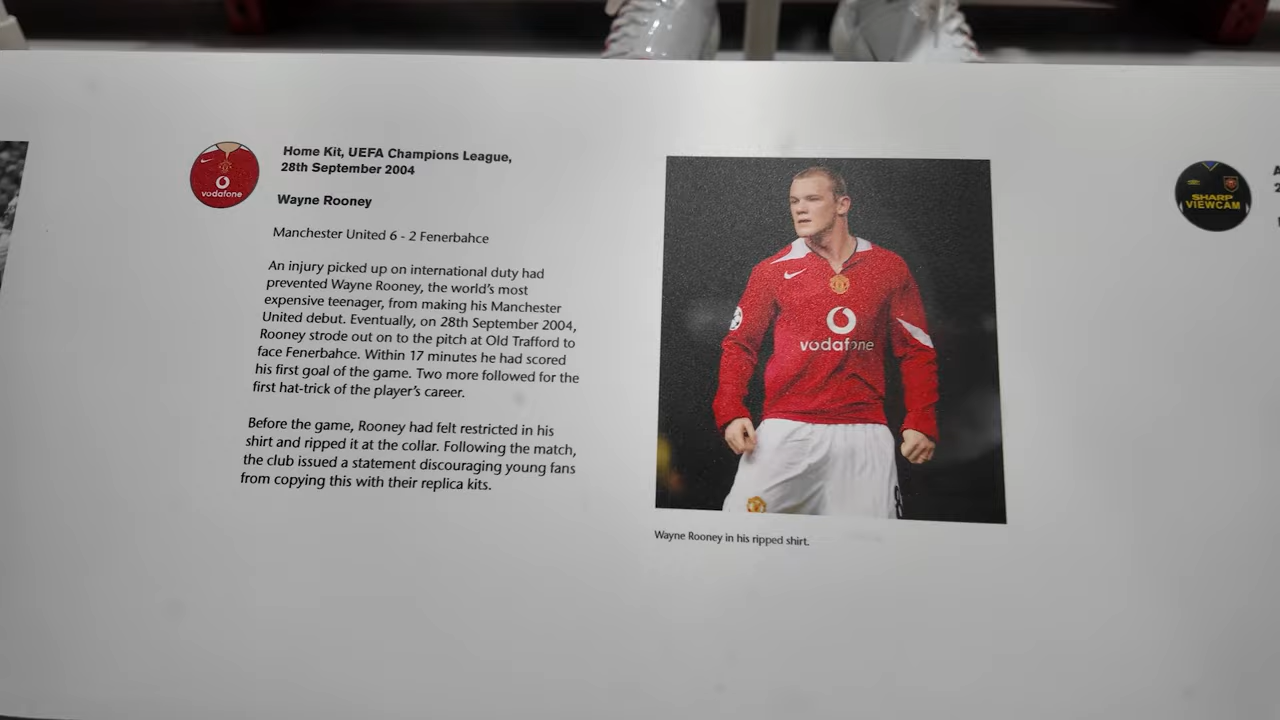 vodafone
Home Kit, UEFA Champions League,
28th September 2004
Wayne Rooney
Manchester United 6 - 2 Fenerbahce
An injury picked up on international duty had
prevented Wayne Rooney, the world's most
expensive teenager, from making his Manchester
United debut. Eventually, on 28th September 2004,
Rooney strode out on to the pitch at Old Trafford to
face Fenerbahce. Within 17 minutes he had scored
his first goal of the game. Two more followed for the
first hat-trick of the player's career.
Before the game, Rooney had felt restricted in his
shirt and ripped it at the collar. Following the match,
the club issued a statement discouraging young fans
from copying this with their replica kits.
vodafone
Wayne Rooney in his ripped shirt.
SHARP
VIEWCAM